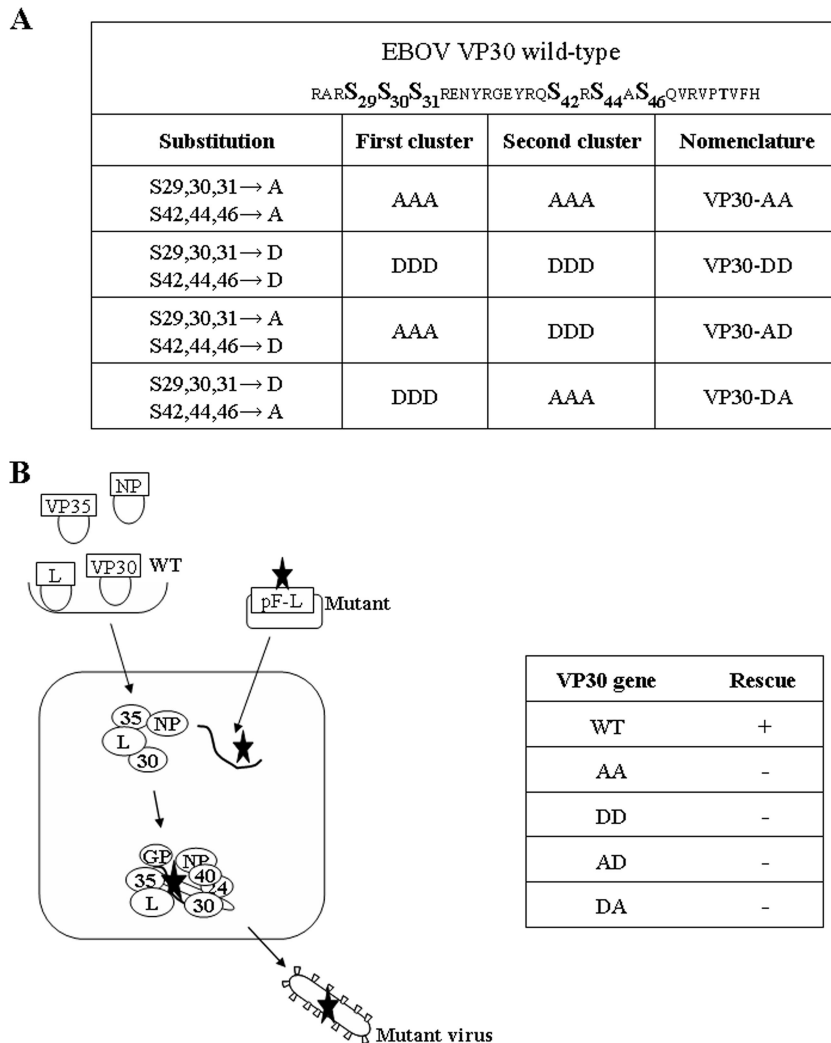 A
EBOV VP30 wild-type
RARS29S30S31RENYRGEYRQS42RS44AS46QVRVPTVFH
Substitution First cluster Second cluster Nomenclature
S29,30,31→ A
S42,44,46→ A
AAA AAA VP30-AA
S29,30,31→ D
S42,44,46→ D
DDD DDD VP30-DD
S29,30,31→ A
S42,44,46→ D
AAA DDD VP30-AD
S29,30,31→ D
S42,44,46→ A
DDD AAA VP30-DA
B
NP
VP35
L VP30 WT
pF-L Mutant
35 NP
L
30
GP NP
40
35 24
L 30
Mutant virus
VP30 gene Rescue
WT +
AA -
DD -
AD -
DA -